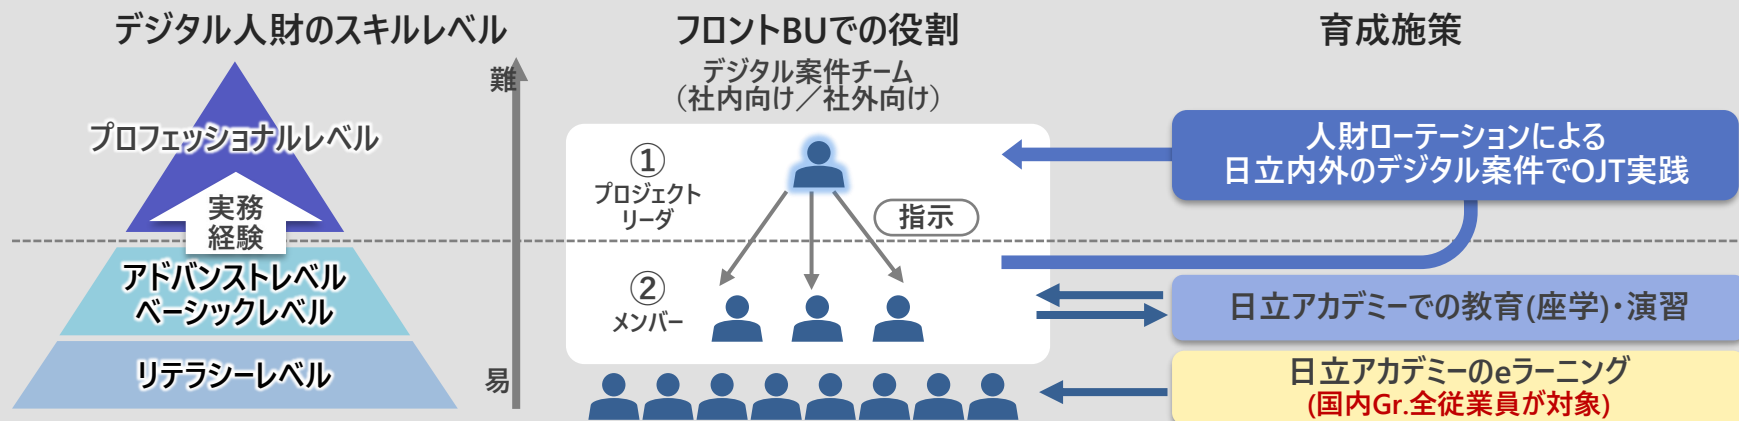 デジタル人財のスキルレベル
プロフェッショナルレベル
実務
経験
アドバンストレベル
ベーシックレベル
リテラシーレベル
難
易
フロントBUでの役割
デジタル案件チーム
（社内向け／社外向け）
①
プロジェクト
リーダ
指示
②
メンバー
育成施策
人財ローテーションによる
日立内外のデジタル案件でOJT実践
日立アカデミーでの教育(座学)・演習
日立アカデミーのeラーニング
(国内Gr.全従業員が対象)